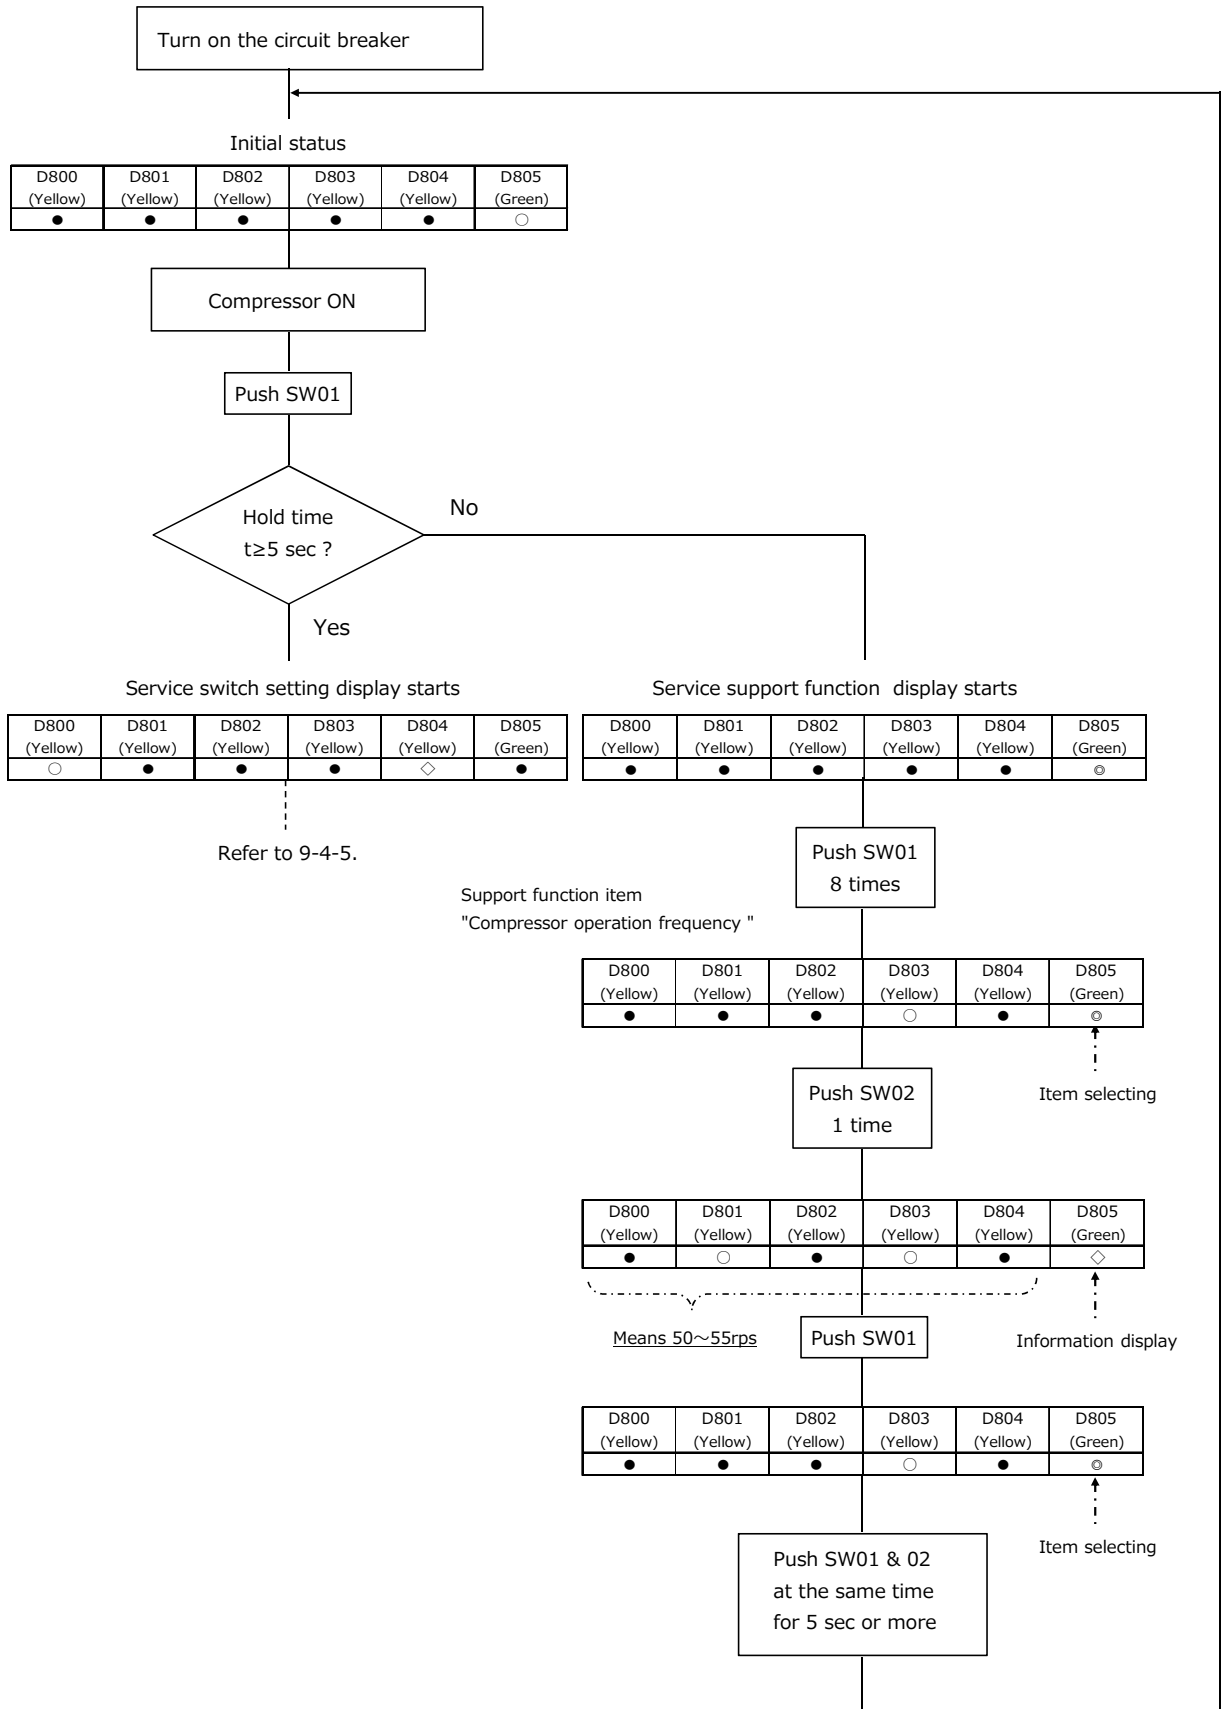 Turn on the circuit breaker
Initial status
D800 D801 D802 D803 D804 D805
(Yellow) (Yellow) (Yellow) (Yellow) (Yellow) (Green)
● ● ● ● ● ○
Compressor ON
Push SW01
Hold time
t≥5 sec ?
No
Yes
Service switch setting display starts
D800 D801 D802 D803 D804 D805
(Yellow) (Yellow) (Yellow) (Yellow) (Yellow) (Green)
○ ● ● ● ◇ ●
Refer to 9-4-5.
Service support function display starts
D800 D801 D802 D803 D804 D805
(Yellow) (Yellow) (Yellow) (Yellow) (Yellow) (Green)
● ● ● ● ● ◎
Push SW01
8 times
Support function item
"Compressor operation frequency "
D800 D801 D802 D803 D804 D805
(Yellow) (Yellow) (Yellow) (Yellow) (Yellow) (Green)
● ● ● ○ ● ◎
Item selecting
Push SW02
1 time
D800 D801 D802 D803 D804 D805
(Yellow) (Yellow) (Yellow) (Yellow) (Yellow) (Green)
● ○ ● ○ ● ◇
Means 50～55rps
Push SW01
Information display
D800 D801 D802 D803 D804 D805
(Yellow) (Yellow) (Yellow) (Yellow) (Yellow) (Green)
● ● ● ○ ● ◎
Item selecting
Push SW01 & 02
at the same time
for 5 sec or more